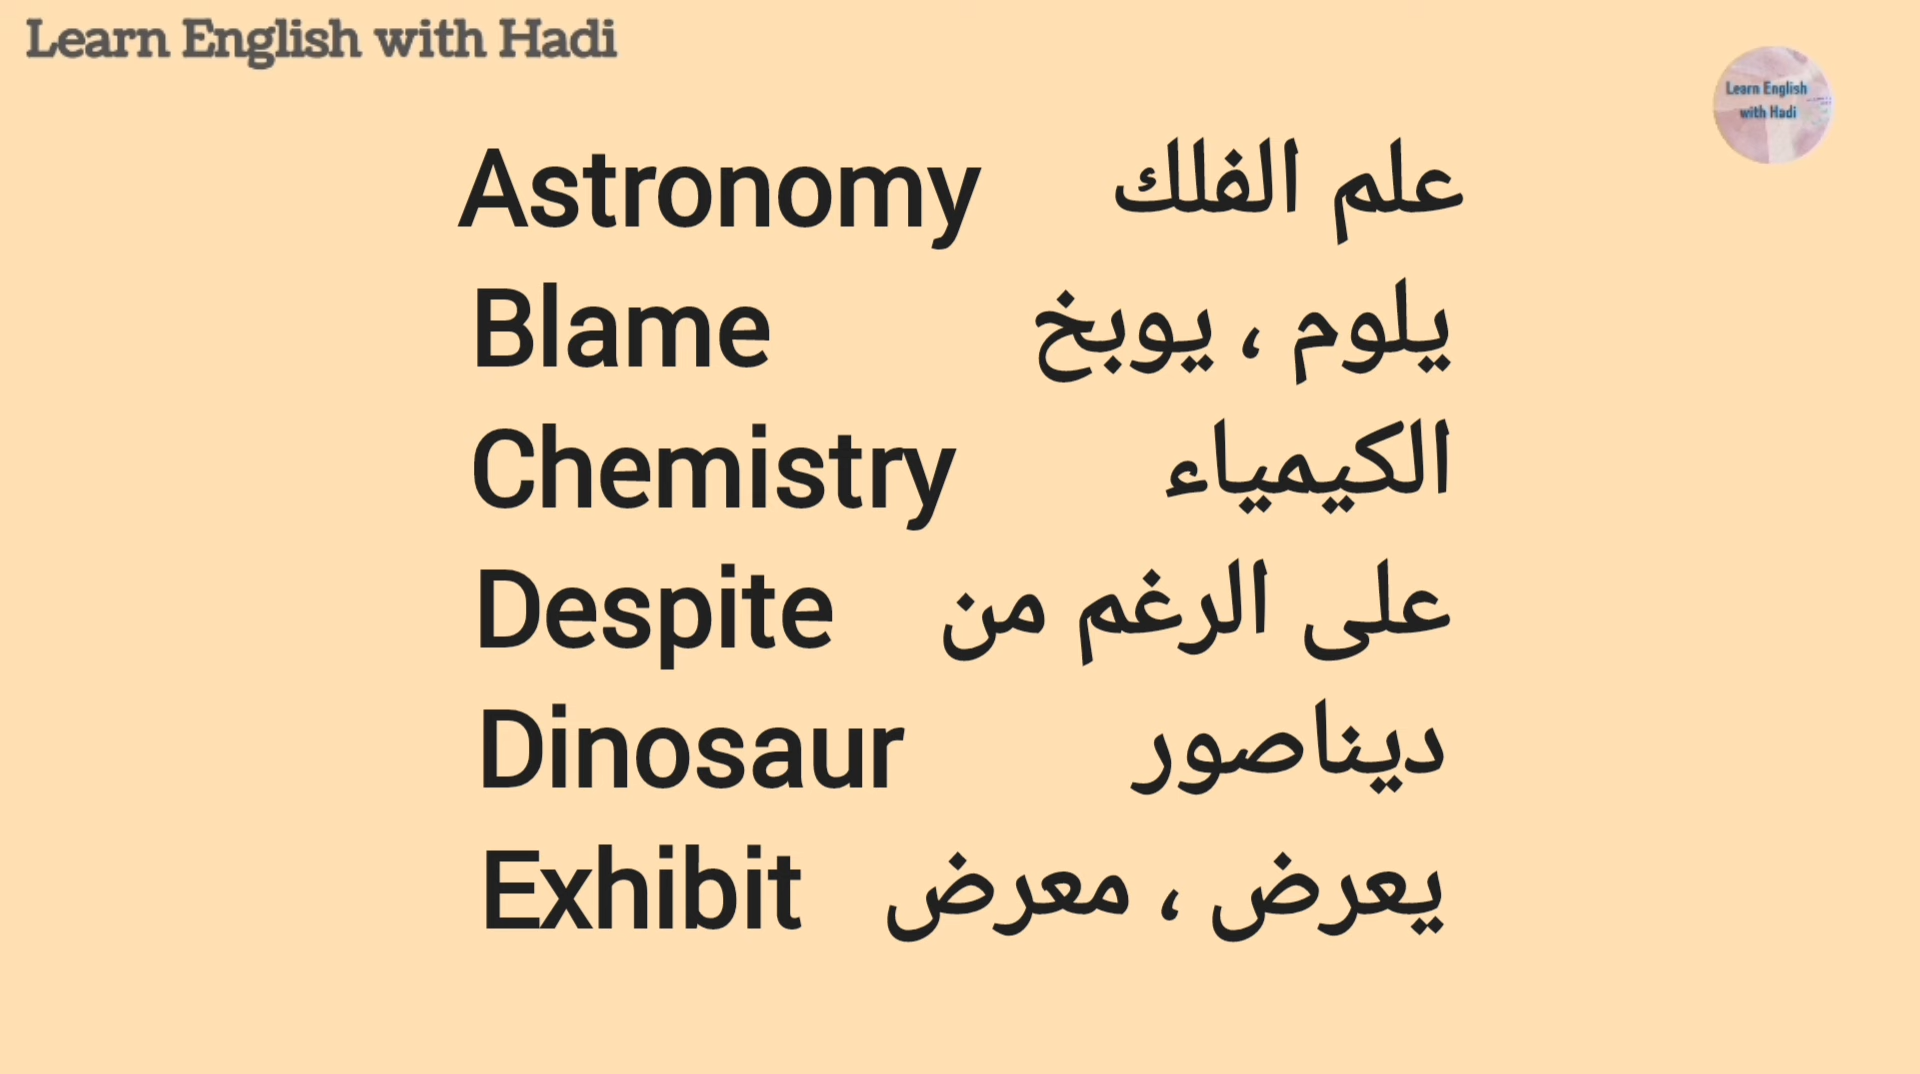 Learn English with Hadi
Learn English
with Hadi
Astronomy علم الفلك
Blame يلوم ، يوبخ
Chemistry الكيمياء
Despite على الرغم من
Dinosaur ديناصور
Exhibit يعرض ، معرض